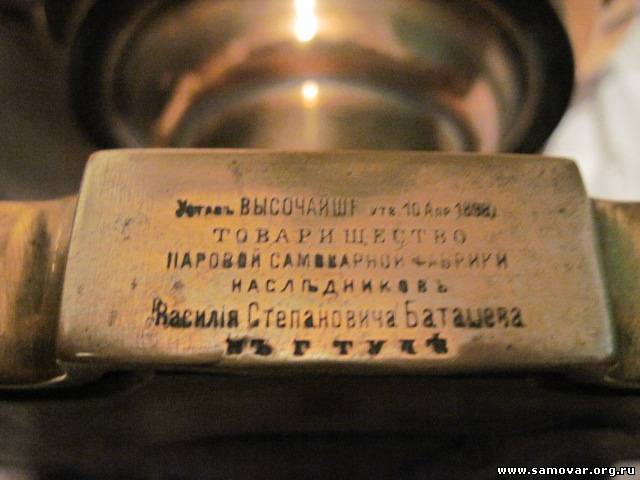 Уставъ ВЫСОЧАЙШЕ утв. 10 Апр. 1898 г.
ТОВАРИЩЕСТВО
ПАРОВОЙ САМОВАРНОЙ ФАБРИКИ
НАСЛѢДНИКОВЪ
Василія Степановича Баташева
ВЪ Г. ТУЛѢ
www.samovar.org.ru